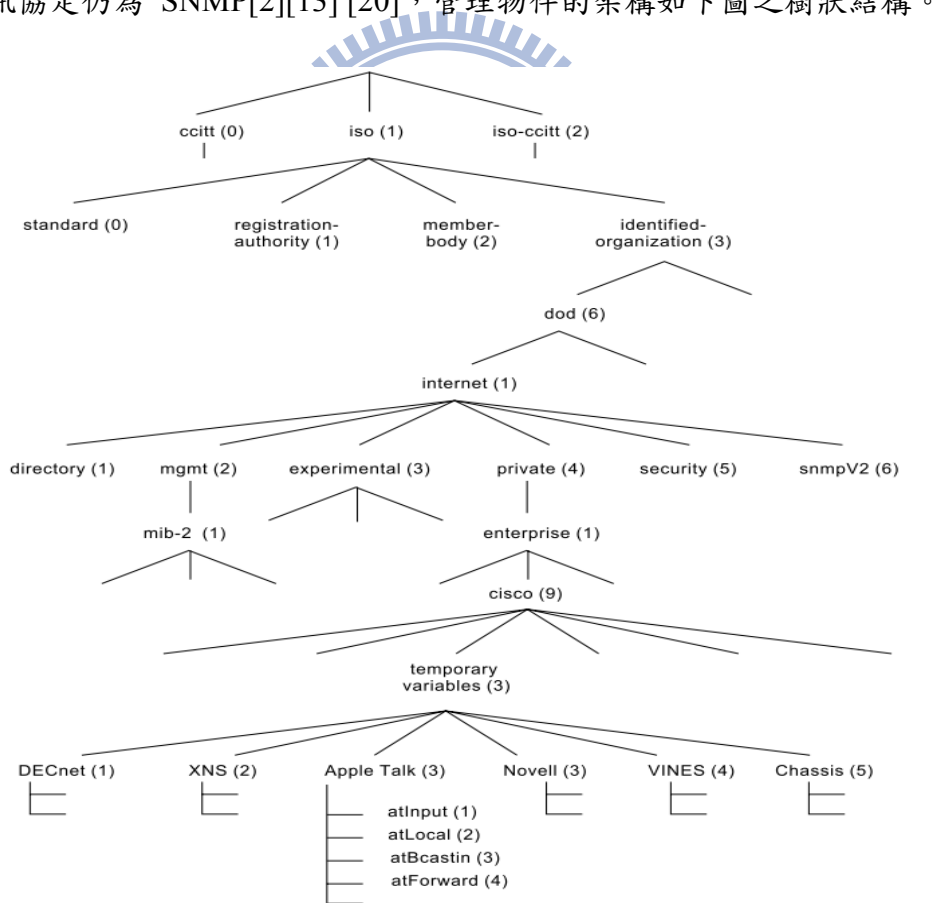 訊協定仍為 SNMP[2][15] [20]，管理物件的架構如下圖之樹狀結構。
ccitt (0) iso (1) iso-ccitt (2)
standard (0) registration-authority (1) member-body (2) identified-organization (3)
dod (6)
internet (1)
directory (1) mgmt (2) experimental (3) private (4) security (5) snmpV2 (6)
mib-2 (1) enterprise (1)
cisco (9)
temporary
variables (3)
DECnet (1) XNS (2) Apple Talk (3) Novell (3) VINES (4) Chassis (5)
atInput (1)
atLocal (2)
atBcastin (3)
atForward (4)